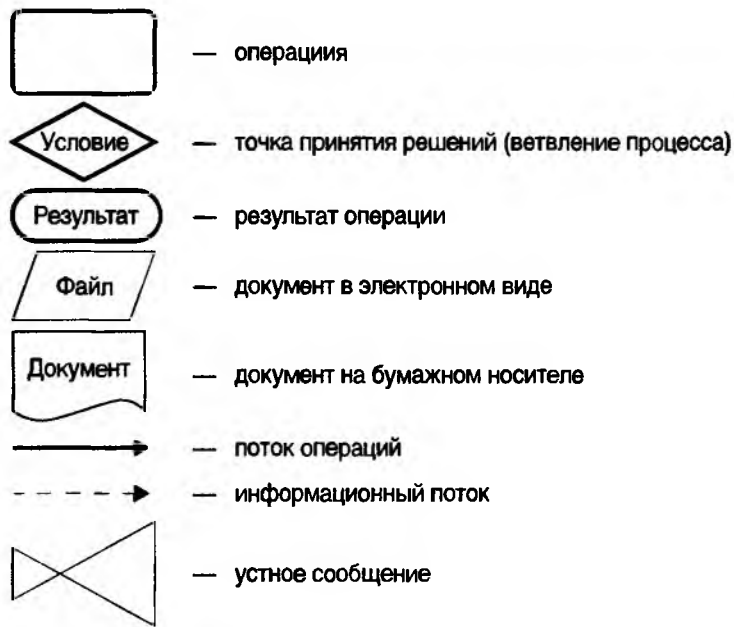 — операциия
Условие — точка принятия решений (ветвление процесса)
Результат — результат операции
Файл — документ в электронном виде
Документ — документ на бумажном носителе
— поток операций
— информационный поток
— устное сообщение